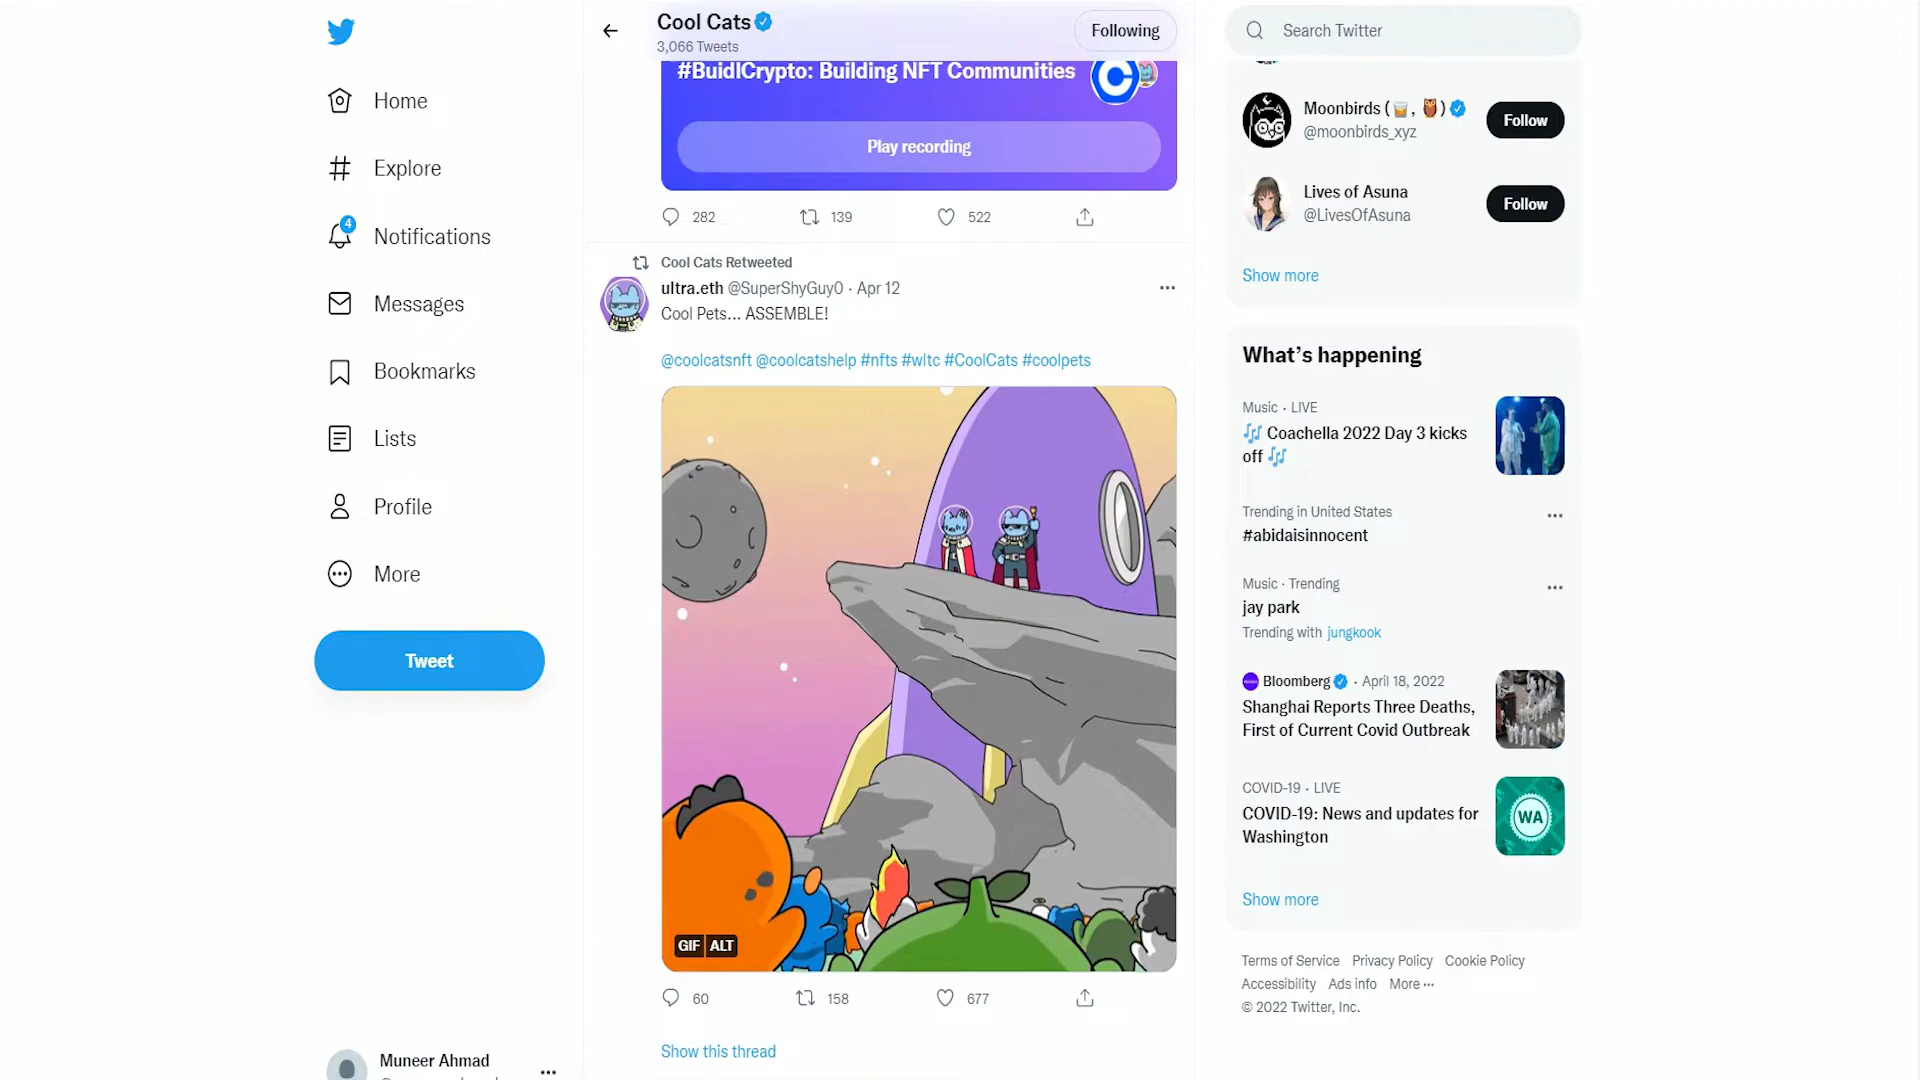 Home
Explore
4
Notifications
Messages
Bookmarks
Lists
Profile
More
Tweet
Muneer Ahmad
Cool Cats
3,066 Tweets
Following
#BuidlCrypto: Building NFT Communities
Play recording
282
139
522
Cool Cats Retweeted
ultra.eth @SuperShyGuy0 · Apr 12
Cool Pets... ASSEMBLE!
@coolcatsnft @coolcatshelp #nfts #wltc #CoolCats #coolpets
GIF ALT
60
158
677
Show this thread
Search Twitter
Moonbirds (🥃, 🦉)
@moonbirds_xyz
Follow
Lives of Asuna
@LivesOfAsuna
Follow
Show more
What’s happening
Music · LIVE
🎶 Coachella 2022 Day 3 kicks
off 🎶
Trending in United States
#abidaisinnocent
Music · Trending
jay park
Trending with jungkook
Bloomberg · April 18, 2022
Shanghai Reports Three Deaths,
First of Current Covid Outbreak
COVID-19 · LIVE
COVID-19: News and updates for
Washington
WA
Show more
Terms of Service Privacy Policy Cookie Policy
Accessibility Ads info More ···
© 2022 Twitter, Inc.